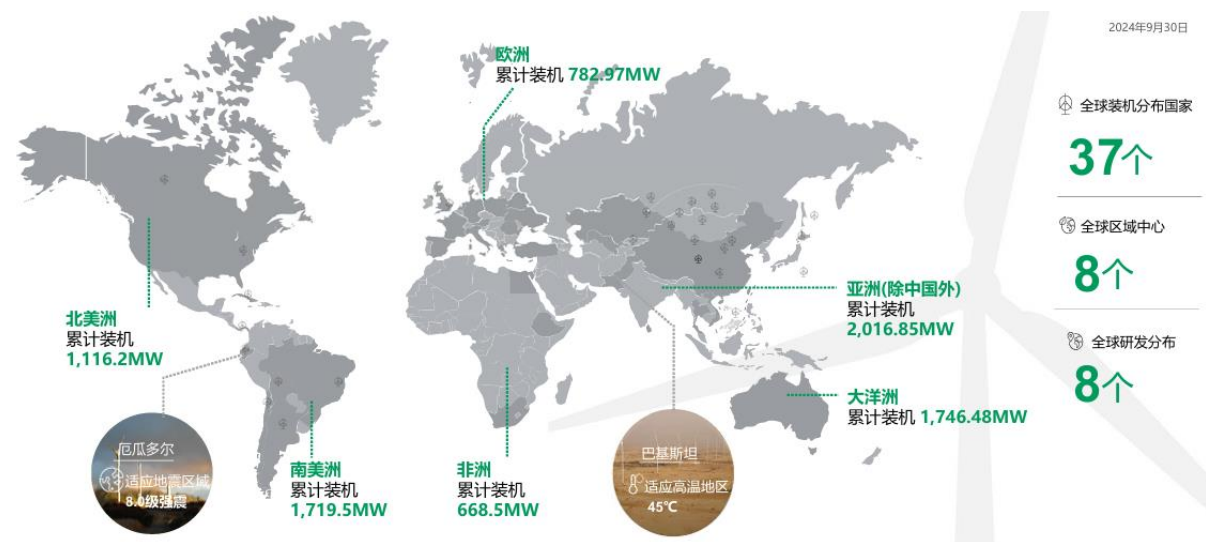 2024年9月30日
欧洲
累计装机 782.97MW
全球装机分布国家
37个
全球区域中心
8个
全球研发分布
8个
北美洲
累计装机
1,116.2MW
亚洲(除中国外)
累计装机
2,016.85MW
大洋洲
累计装机 1,746.48MW
厄瓜多尔
适应地震区域
8.0级强震
南美洲
累计装机
1,719.5MW
非洲
累计装机
668.5MW
巴基斯坦
适应高温地区
45℃